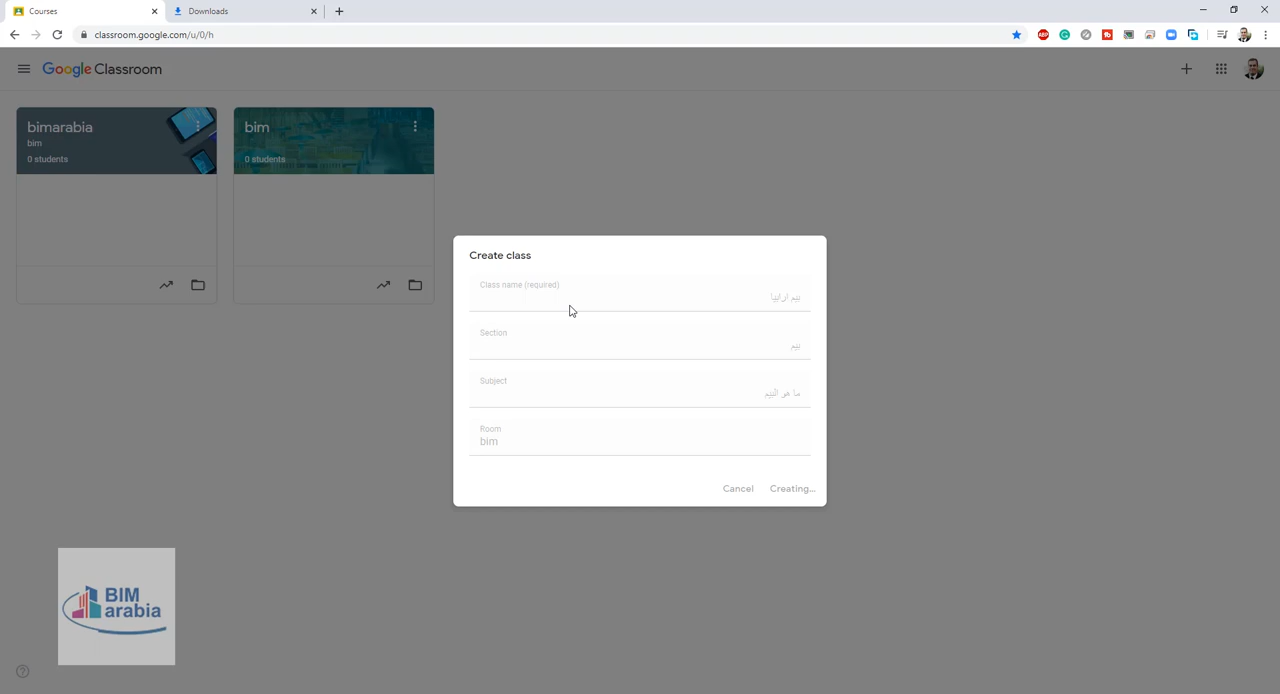 Courses
Downloads
classroom.google.com/u/0/h
Google Classroom
bimarabia
bim
0 students
bim
0 students
Create class
Class name (required)
بيم ارابيا
Section
بيم
Subject
ما هو البيم
Room
bim
Cancel
Creating...
BIM
arabia